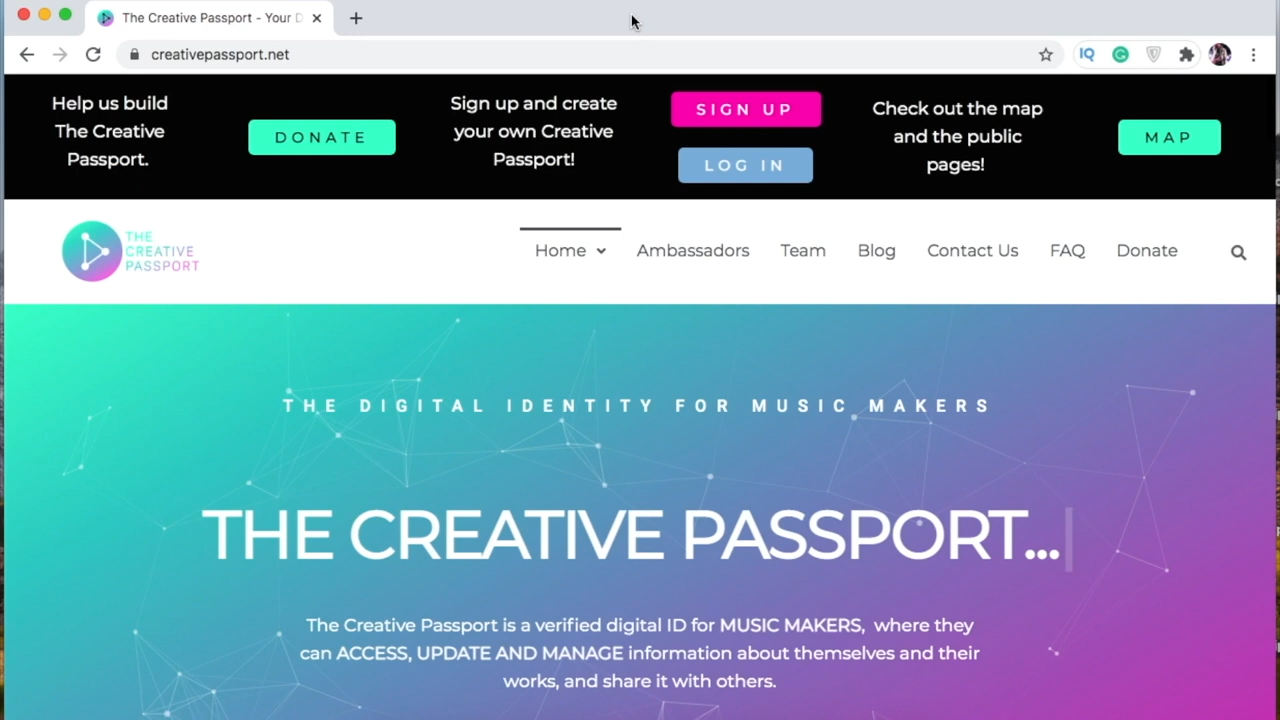 The Creative Passport - Your D
creativepassport.net
IQ
Help us build
The Creative
Passport.
DONATE
Sign up and create
your own Creative
Passport!
SIGN UP
LOG IN
Check out the map
and the public
pages!
MAP
THE
CREATIVE
PASSPORT
Home
Ambassadors
Team
Blog
Contact Us
FAQ
Donate
THE DIGITAL IDENTITY FOR MUSIC MAKERS
THE CREATIVE PASSPORT...
The Creative Passport is a verified digital ID for MUSIC MAKERS, where they
can ACCESS, UPDATE AND MANAGE information about themselves and their
works, and share it with others.